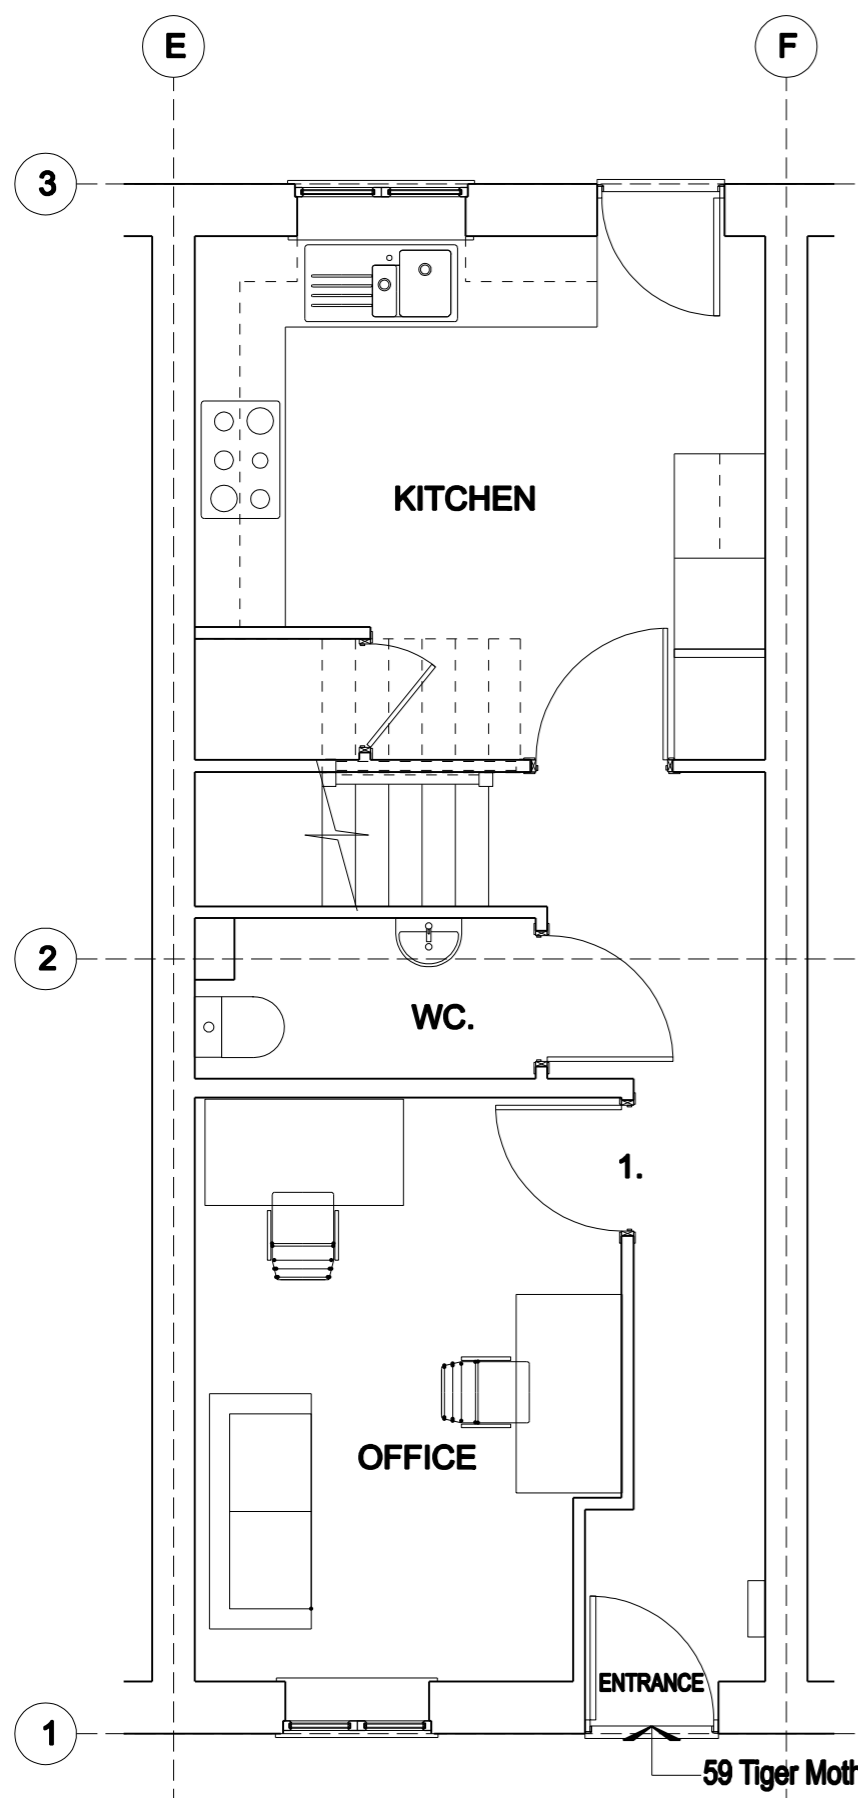 E
F
3
KITCHEN
2
WC.
1.
OFFICE
ENTRANCE
1
59 Tiger Moth